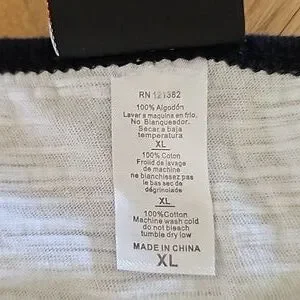 RN 121382
100% Algodón
Lavar a maquina en frio.
No Blanqueador.
Secar a baja
temperatura
XL
100% Coton
Froild de lavage
de machine
ne blanchissez pas
le bas sec de
dégringolade
XL
100%Cotton
Machine wash cold
do not bleach
tumble dry low
MADE IN CHINA
XL